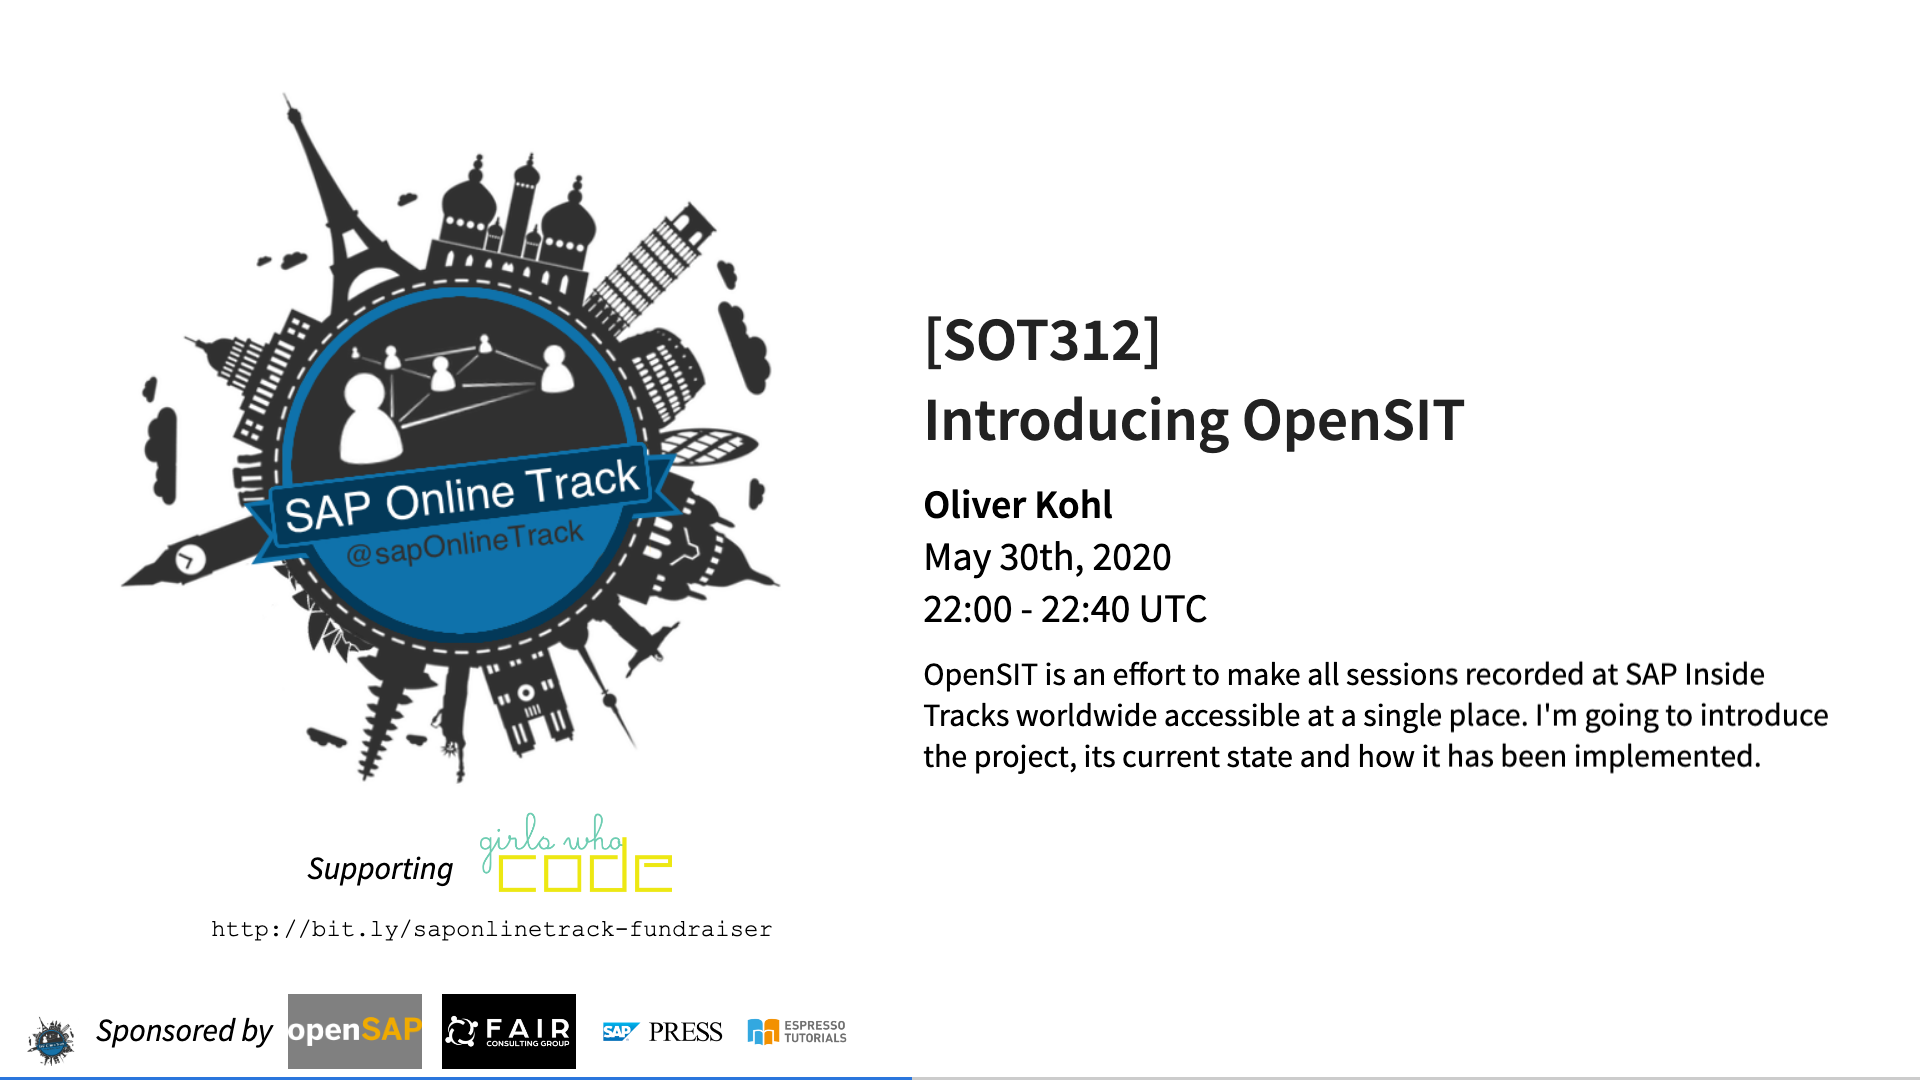 SAP Online Track
@sapOnlineTrack
[SOT312]
Introducing OpenSIT
Oliver Kohl
May 30th, 2020
22:00 - 22:40 UTC
OpenSIT is an effort to make all sessions recorded at SAP Inside
Tracks worldwide accessible at a single place. I'm going to introduce
the project, its current state and how it has been implemented.
Supporting
girls who
code
http://bit.ly/saponlinetrack-fundraiser
Sponsored by
openSAP
FAIR
CONSULTING GROUP
SAP PRESS
ESPRESSO
TUTORIALS